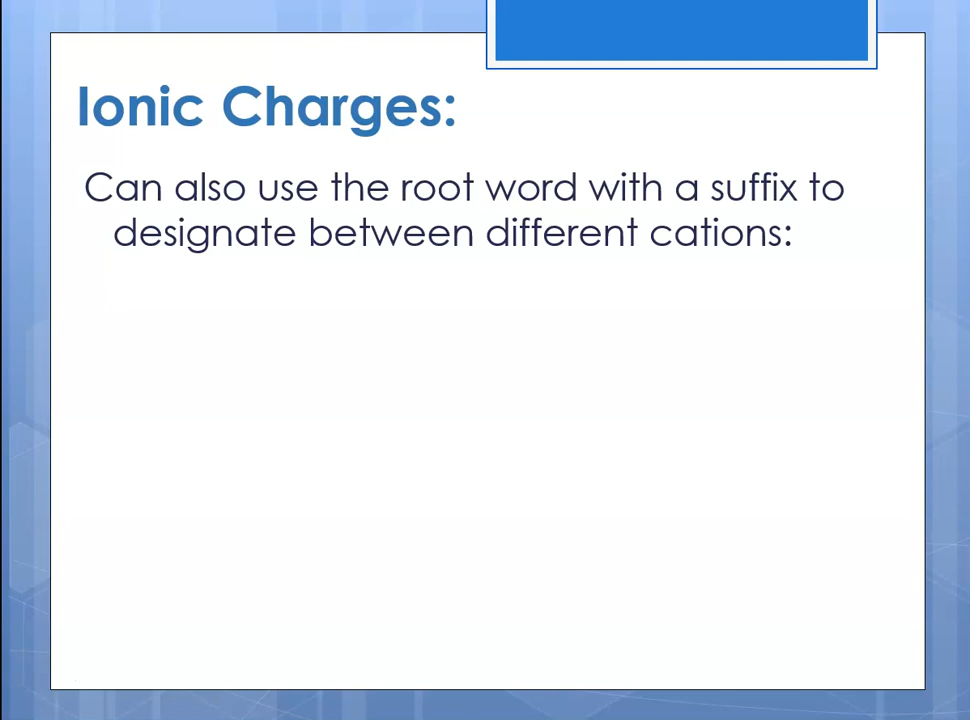 Ionic Charges:
Can also use the root word with a suffix to
designate between different cations: